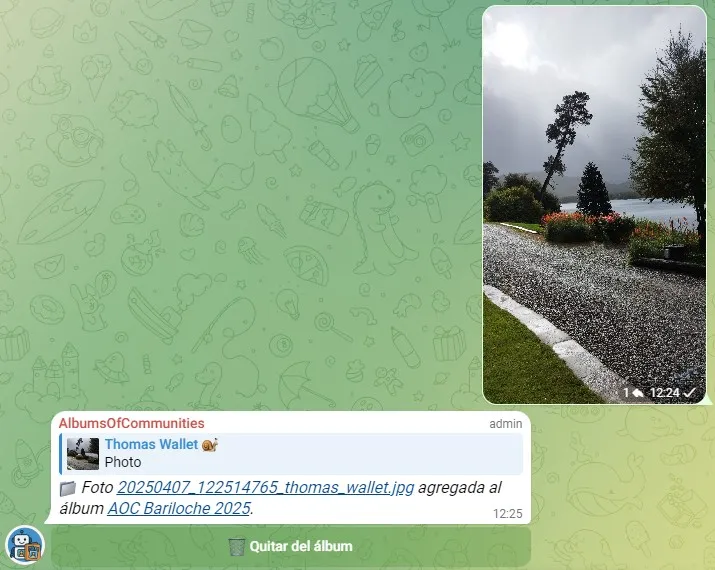 1 12:24
AlbumsOfCommunities admin
Thomas Wallet
Photo
Foto 20250407_122514765_thomas_wallet.jpg agregada al
álbum AOC Bariloche 2025.
12:25
Quitar del álbum